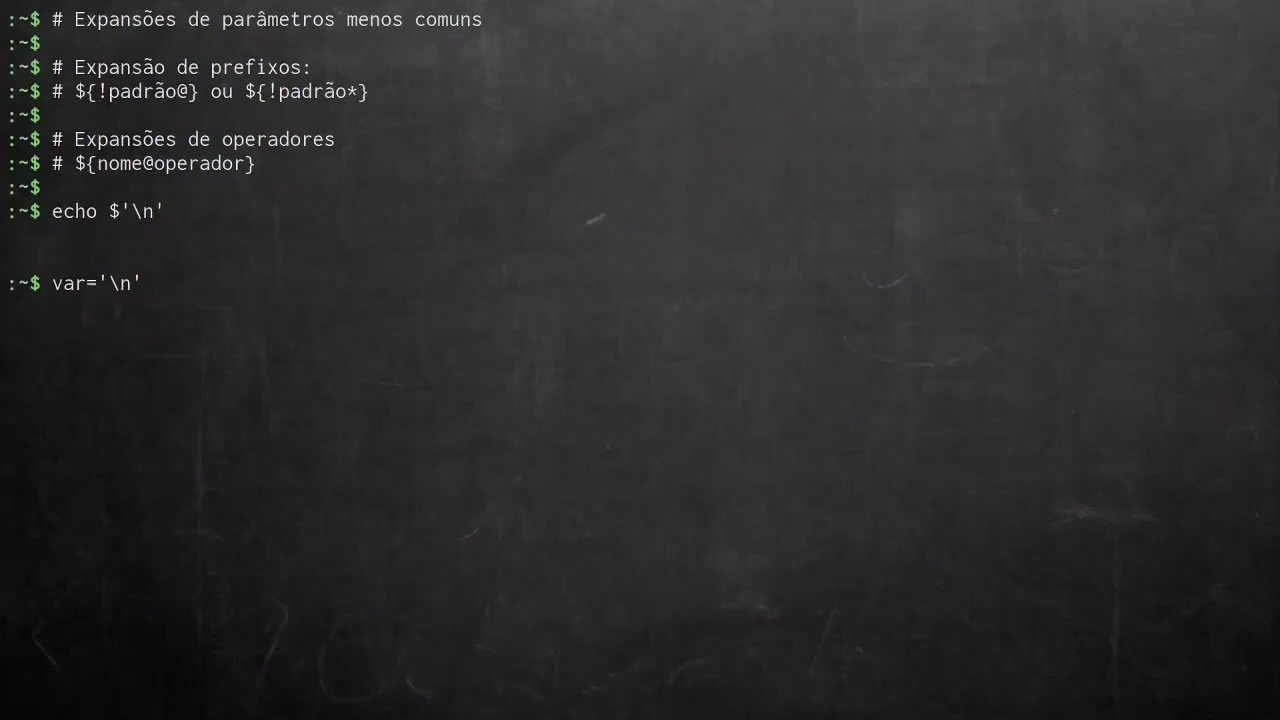 :~$ # Expansões de parâmetros menos comuns
:~$
:~$ # Expansão de prefixos:
:~$ # ${!padrão@} ou ${!padrão*}
:~$
:~$ # Expansões de operadores
:~$ # ${nome@operador}
:~$
:~$ echo $'\n'
:~$ var='\n'